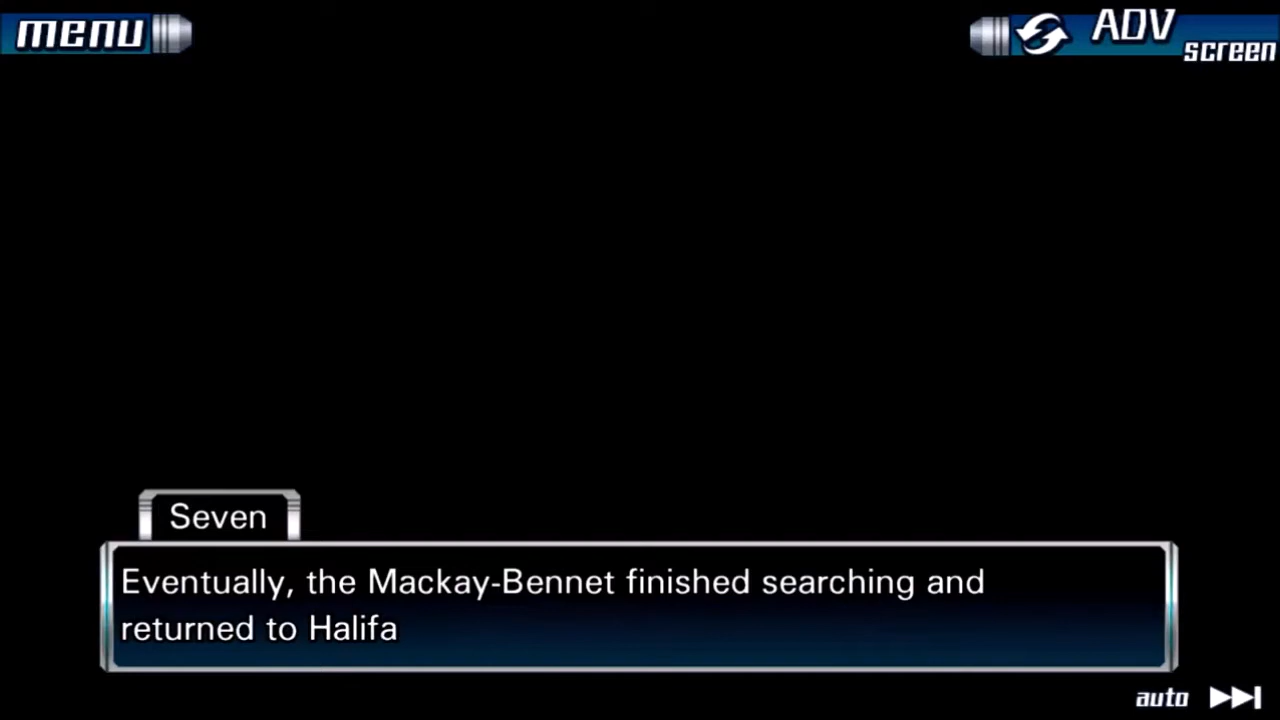 menu
ADV
screen
Seven
Eventually, the Mackay-Bennet finished searching and
returned to Halifa
auto